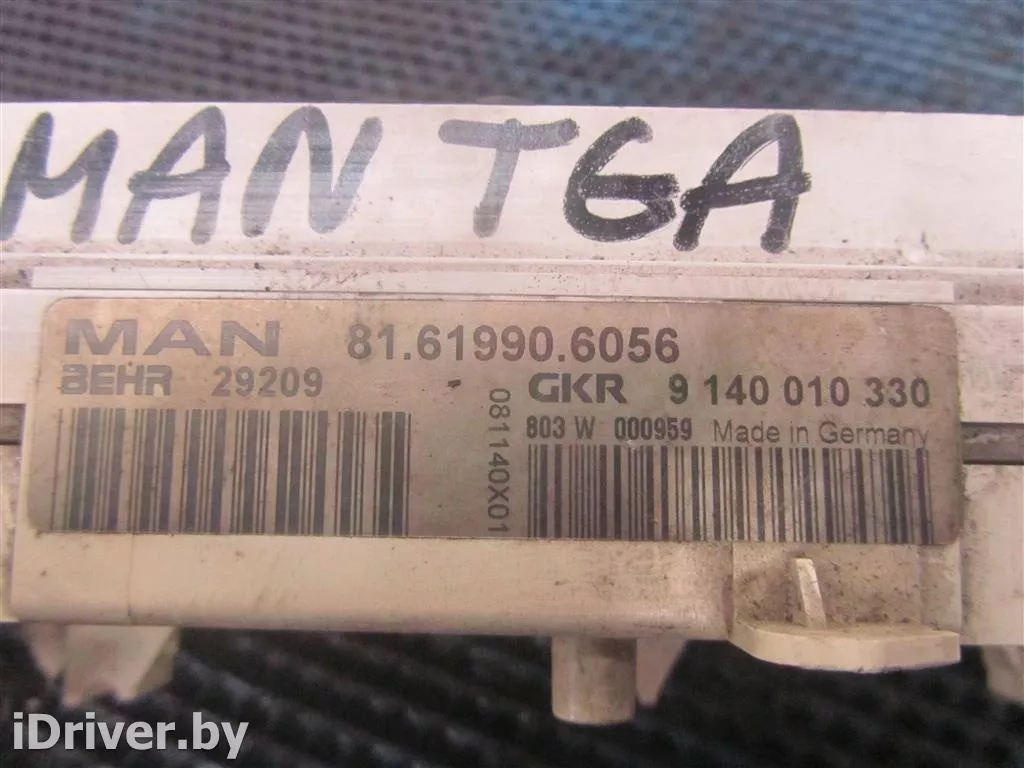 MAN TGA
MAN 81.61990.6056
BEHR 29209 GKR 9 140 010 330
803 W 000959 Made in Germany
081140X01
iDriver.by